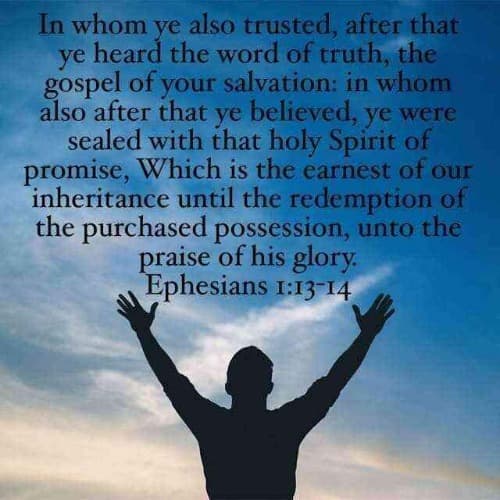 In whom ye also trusted, after that
ye heard the word of truth, the
gospel of your salvation: in whom
also after that ye believed, ye were
sealed with that holy Spirit of
promise, Which is the earnest of our
inheritance until the redemption of
the purchased possession, unto the
praise of his glory.
Ephesians 1:13-14